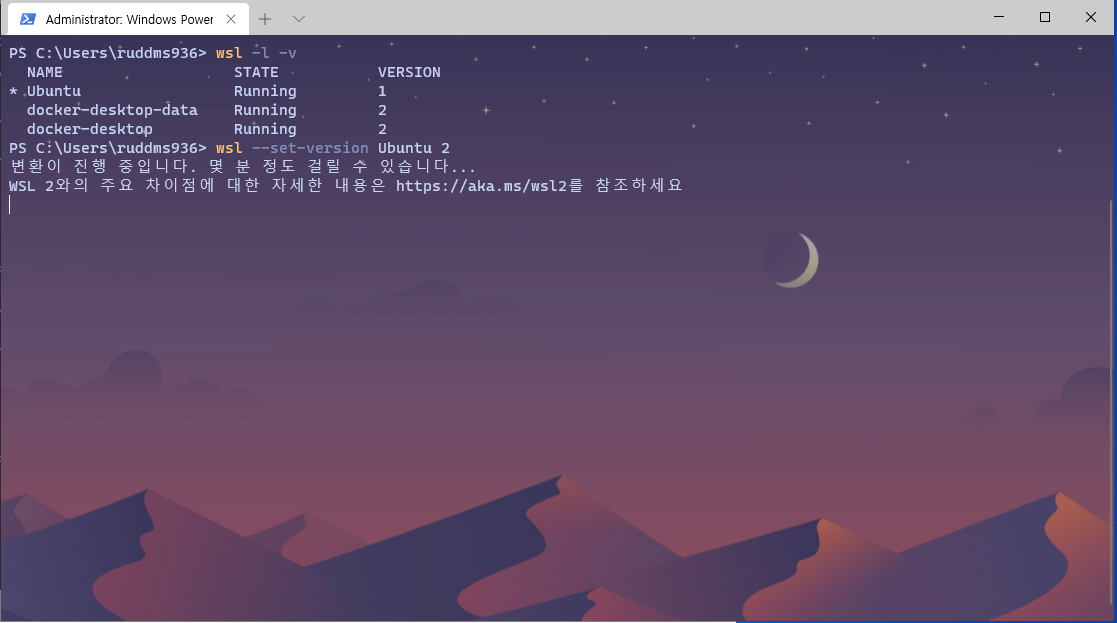 Administrator: Windows Power
PS C:\Users\ruddms936> wsl -l -v
  NAME                   STATE           VERSION
* Ubuntu                 Running         1
  docker-desktop-data    Running         2
  docker-desktop         Running         2
PS C:\Users\ruddms936> wsl --set-version Ubuntu 2
변환이 진행 중입니다. 몇 분 정도 걸릴 수 있습니다...
WSL 2와의 주요 차이점에 대한 자세한 내용은 https://aka.ms/wsl2를 참조하세요